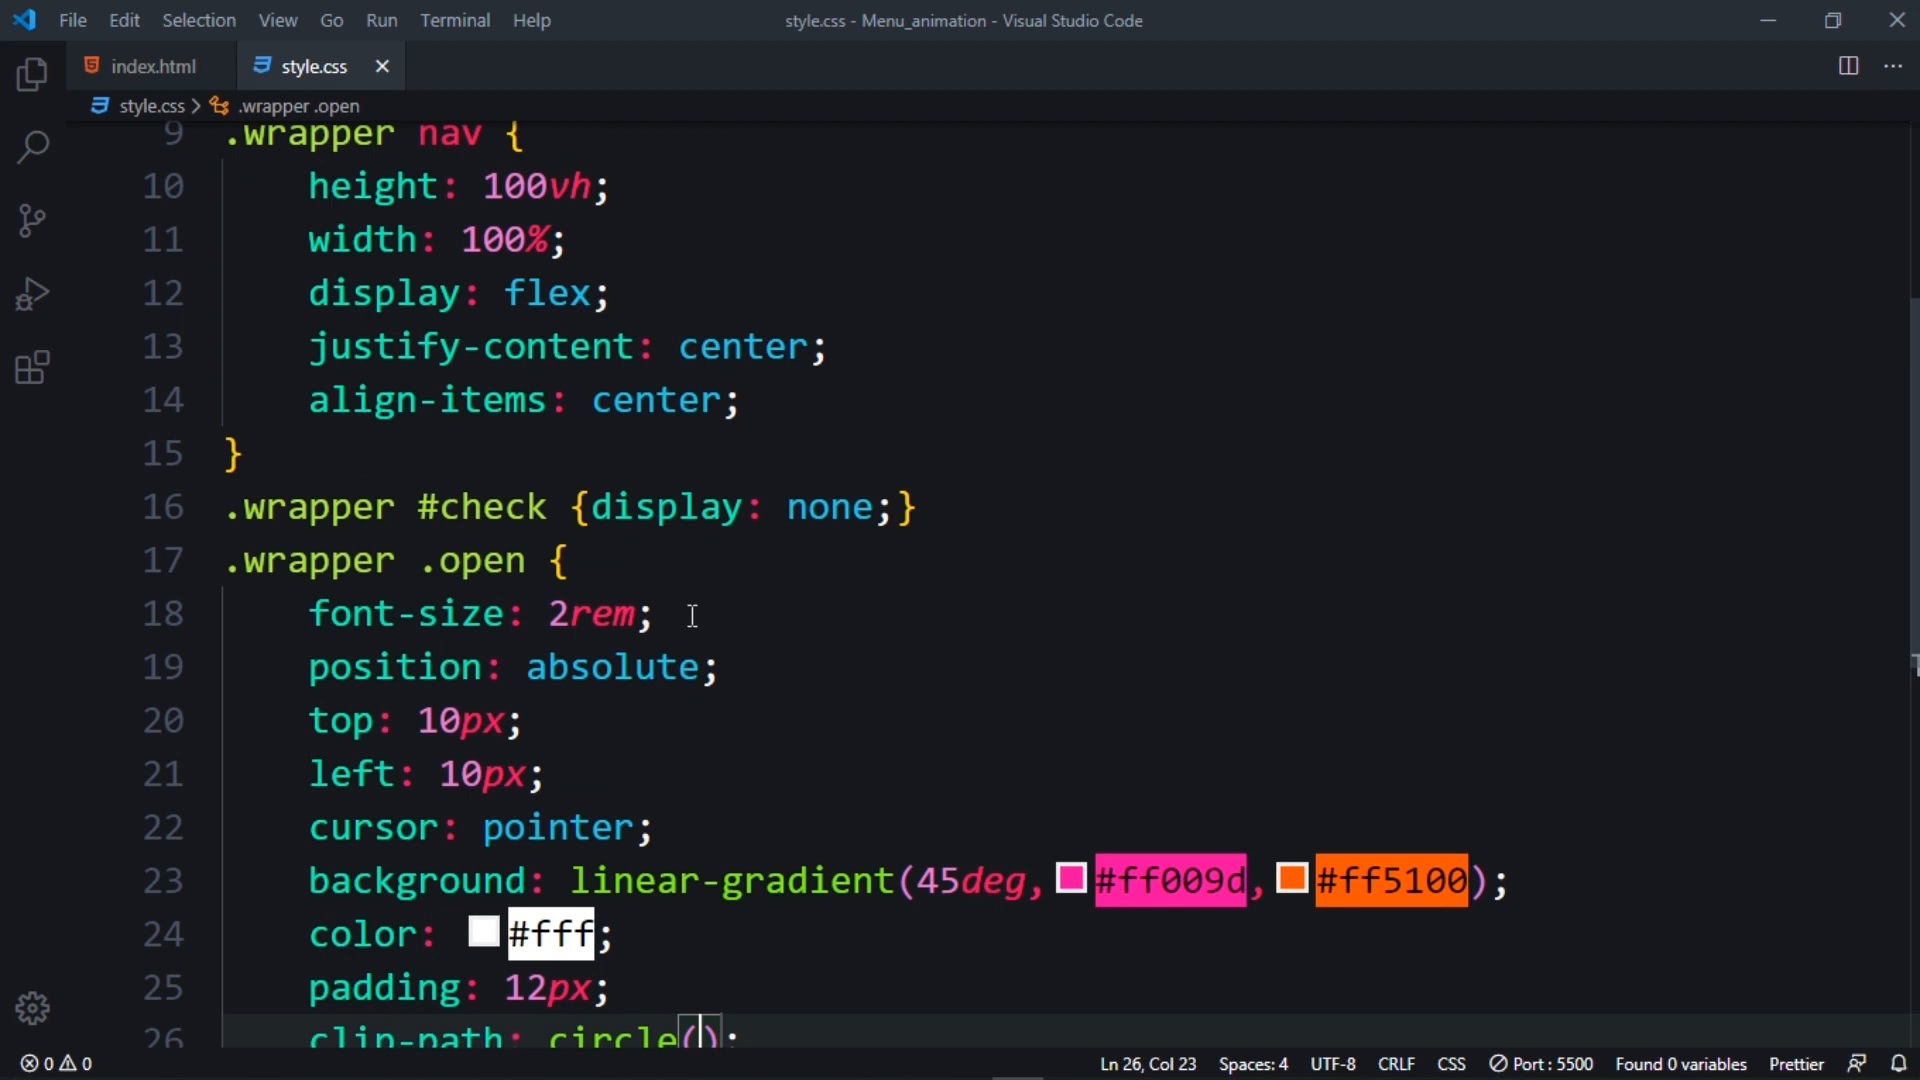 File Edit Selection View Go Run Terminal Help style.css - Menu_animation - Visual Studio Code
index.html style.css
style.css > .wrapper .open
9 .wrapper nav {
10 height: 100vh;
11 width: 100%;
12 display: flex;
13 justify-content: center;
14 align-items: center;
15 }
16 .wrapper #check {display: none;}
17 .wrapper .open {
18 font-size: 2rem;
19 position: absolute;
20 top: 10px;
21 left: 10px;
22 cursor: pointer;
23 background: linear-gradient(45deg,#ff009d,#ff5100);
24 color: #fff;
25 padding: 12px;
26 clip-path: circle();
0 0 Ln 26, Col 23 Spaces: 4 UTF-8 CRLF CSS Port : 5500 Found 0 variables Prettier